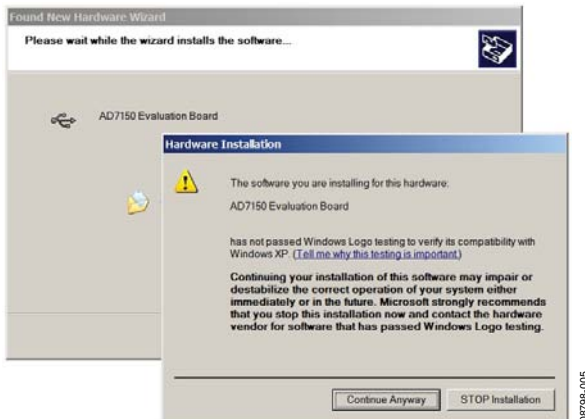 Found New Hardware Wizard
Please wait while the wizard installs the software...
AD7150 Evaluation Board
Hardware Installation
The software you are installing for this hardware:
AD7150 Evaluation Board
has not passed Windows Logo testing to verify its compatibility with
Windows XP. (Tell me why this testing is important.)
Continuing your installation of this software may impair or
destabilize the correct operation of your system either
immediately or in the future. Microsoft strongly recommends
that you stop this installation now and contact the hardware
vendor for software that has passed Windows Logo testing.
Continue Anyway
STOP Installation